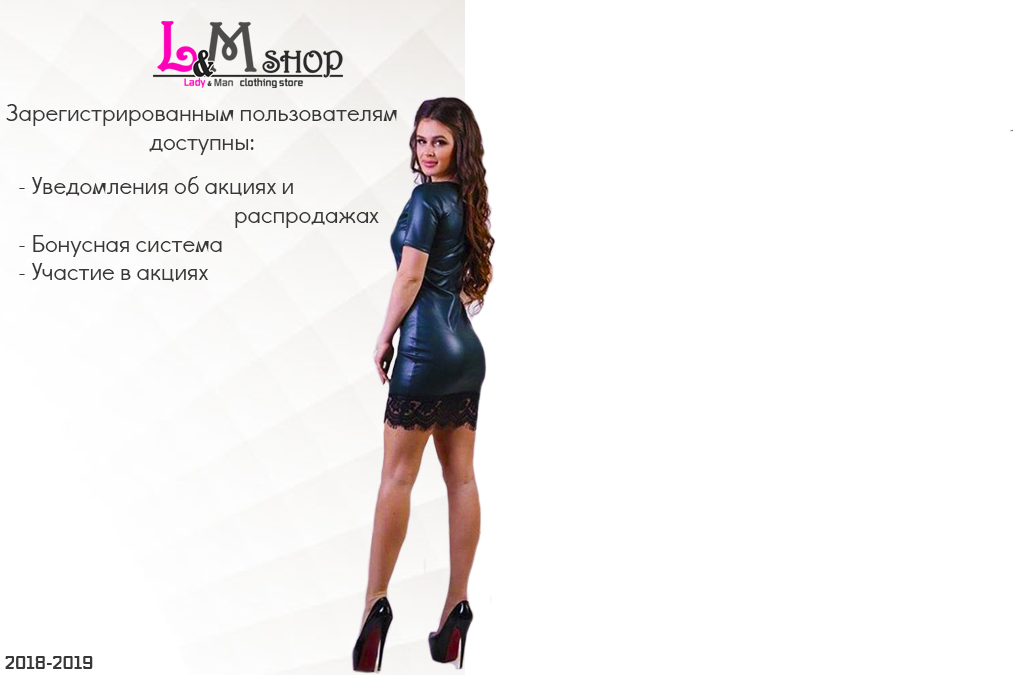 L&M SHOP
Lady & Man clothing store
Зарегистрированным пользователям
доступны:
- Уведомления об акциях и
распродажах
- Бонусная система
- Участие в акциях
2018-2019